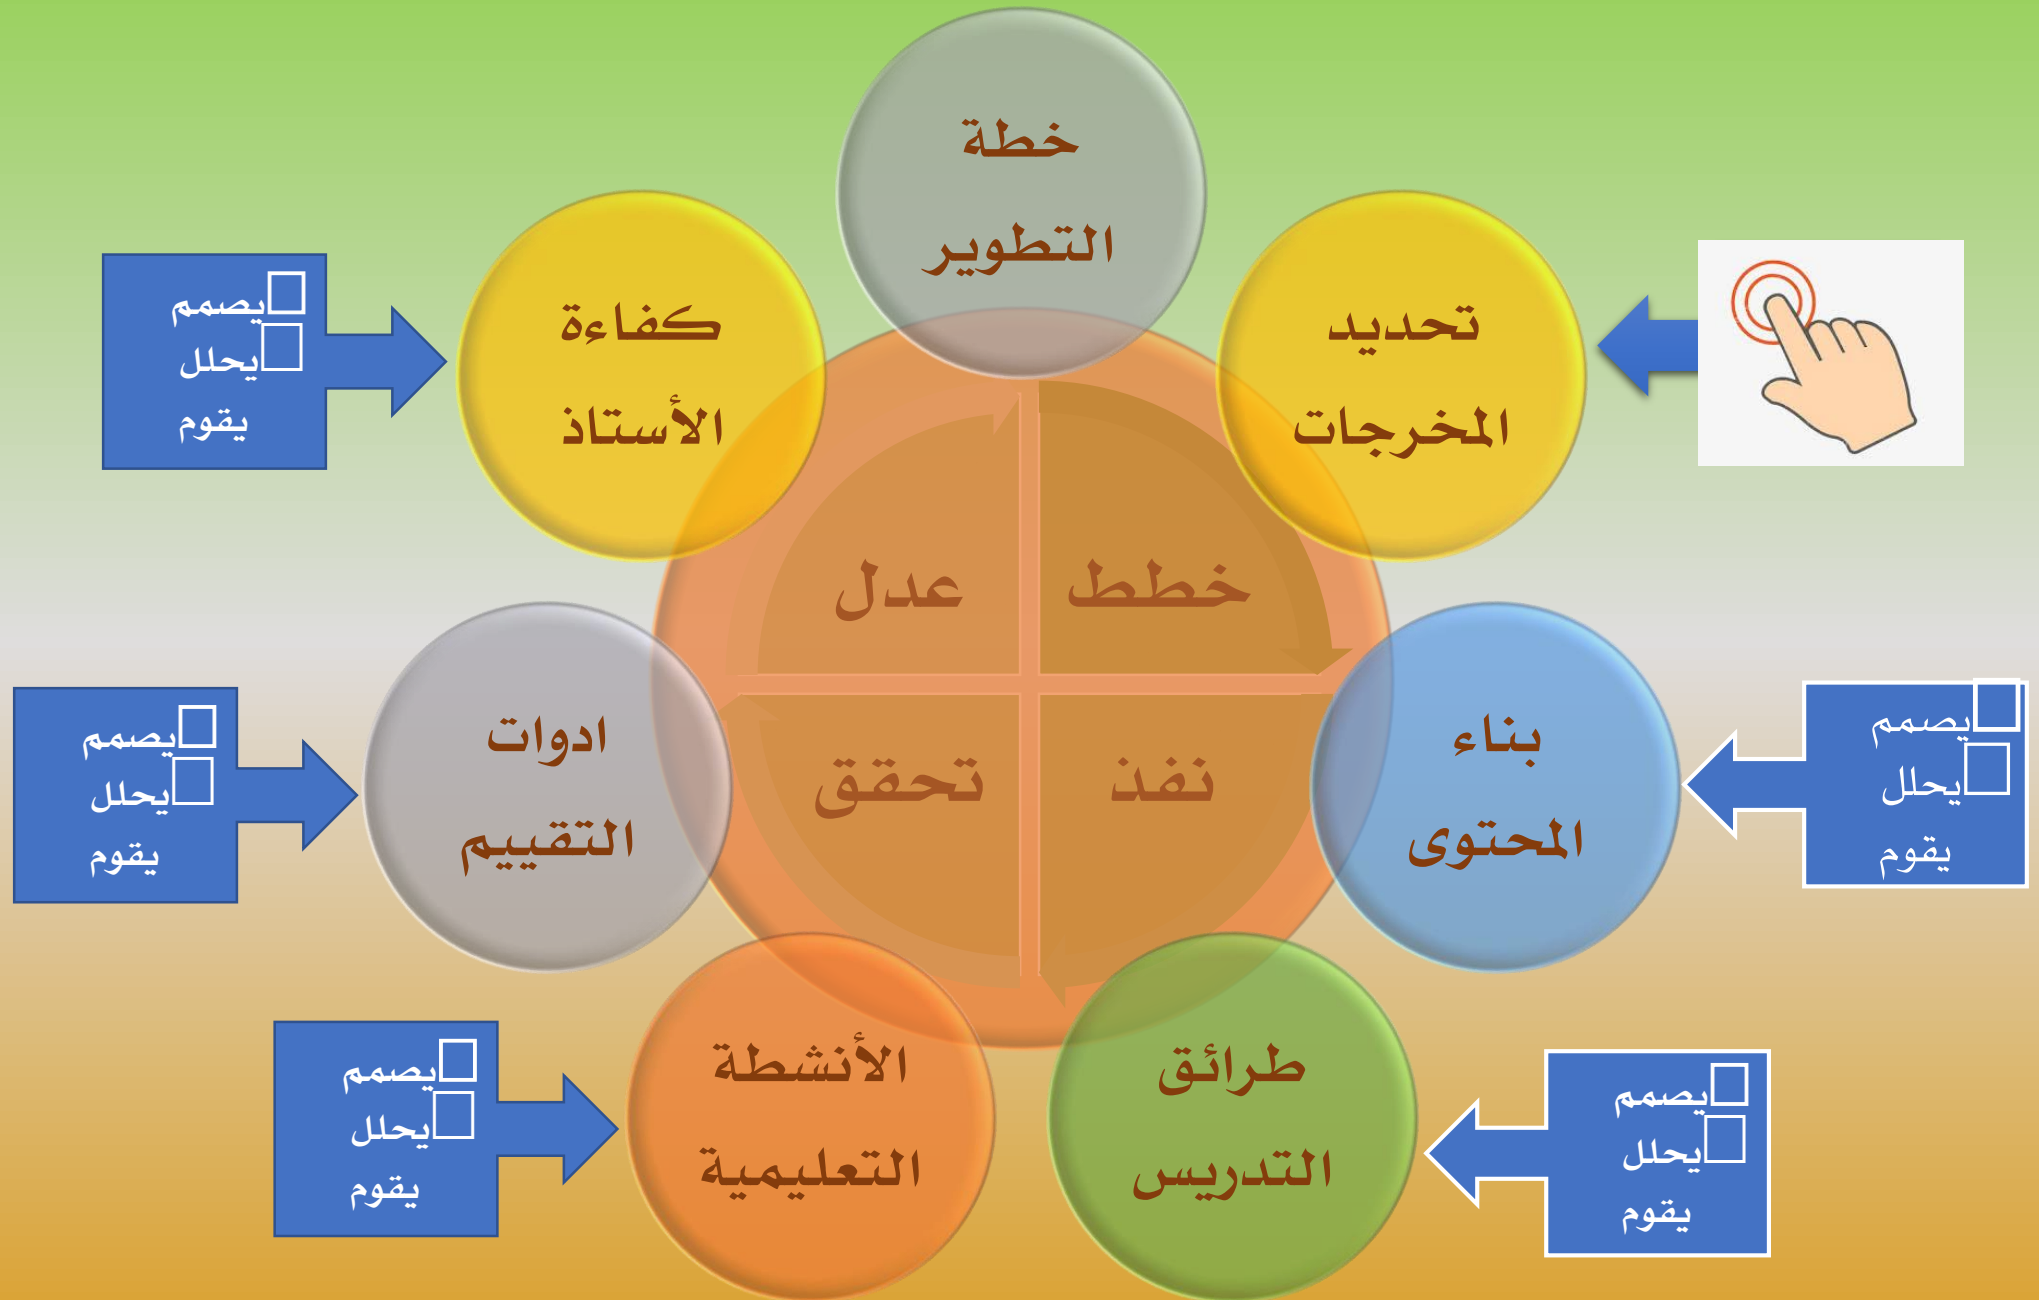 خطة
التطوير
تحديد
المخرجات
كفاءة
الأستاذ
يصمم
يحلل
يقوم
خطط
عدل
نفذ
تحقق
بناء
المحتوى
يصمم
يحلل
يقوم
ادوات
التقييم
يصمم
يحلل
يقوم
طرائق
التدريس
يصمم
يحلل
يقوم
الأنشطة
التعليمية
يصمم
يحلل
يقوم